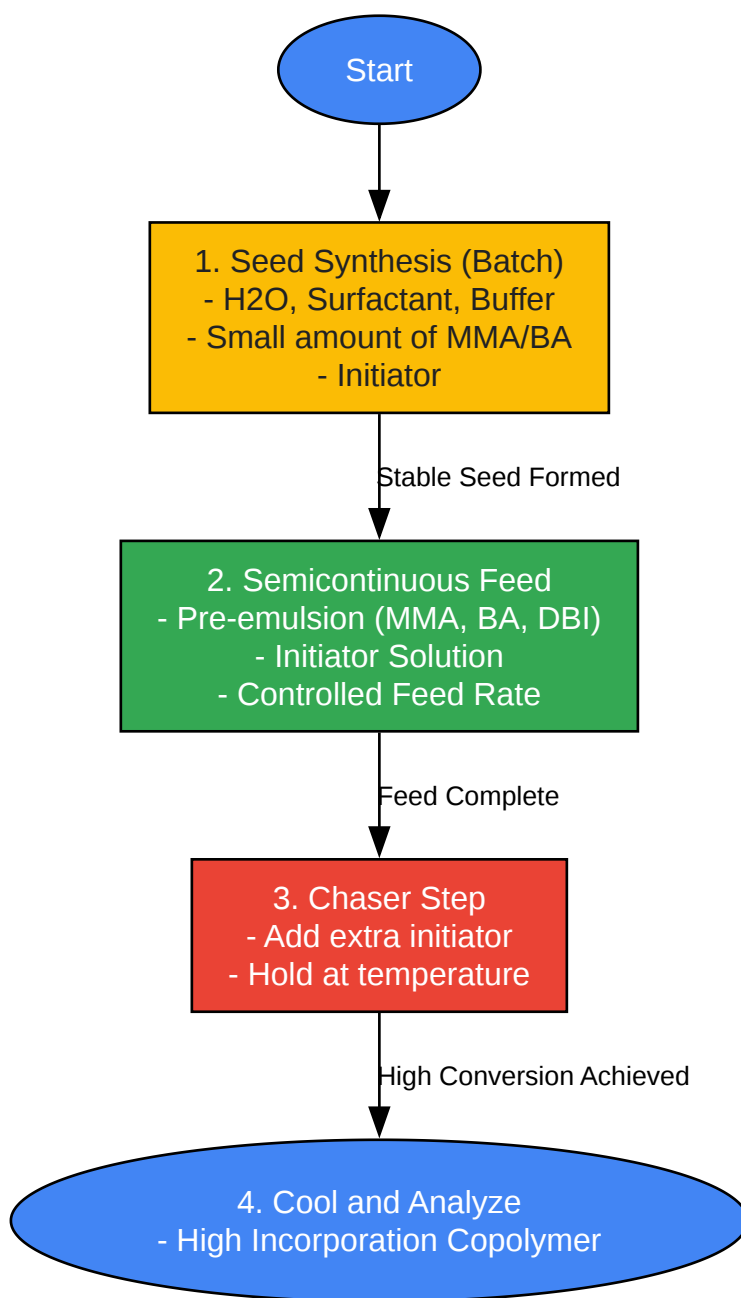 Start
1. Seed Synthesis (Batch)
- H2O, Surfactant, Buffer
- Small amount of MMA/BA
- Initiator
Stable Seed Formed
2. Semicontinuous Feed
- Pre-emulsion (MMA, BA, DBI)
- Initiator Solution
- Controlled Feed Rate
Feed Complete
3. Chaser Step
- Add extra initiator
- Hold at temperature
High Conversion Achieved
4. Cool and Analyze
- High Incorporation Copolymer